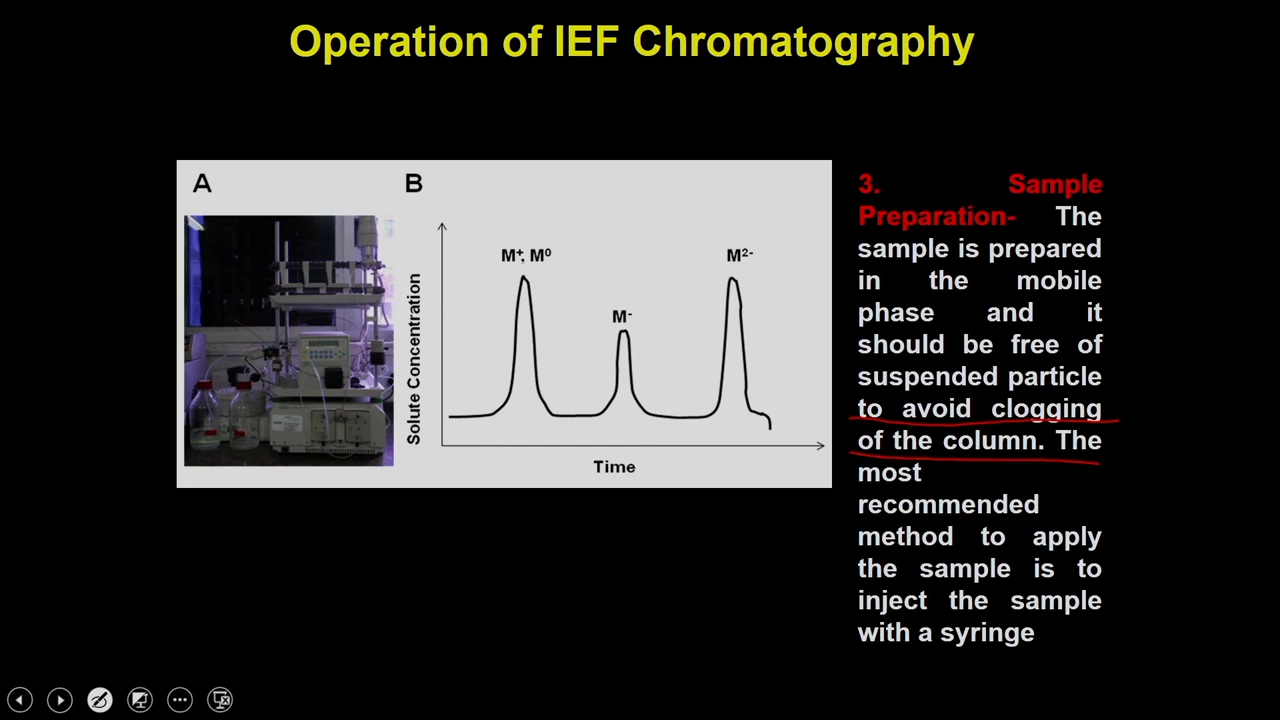 Operation of IEF Chromatography
A
B
M⁺, M⁰
M⁻
M²⁻
Solute Concentration
Time
3. Sample
Preparation- The
sample is prepared
in the mobile
phase and it
should be free of
suspended particle
to avoid clogging
of the column. The
most
recommended
method to apply
the sample is to
inject the sample
with a syringe